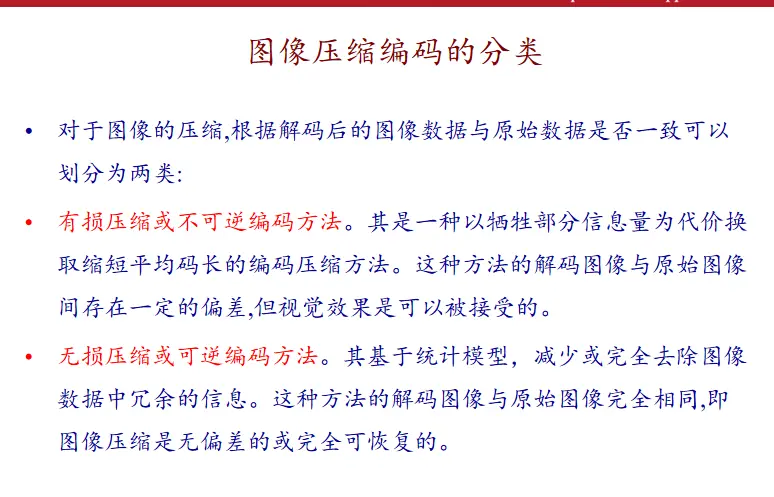 图像压缩编码的分类
• 对于图像的压缩,根据解码后的图像数据与原始数据是否一致可以
划分为两类:
• 有损压缩或不可逆编码方法。其是一种以牺牲部分信息量为代价换
取缩短平均码长的编码压缩方法。这种方法的解码图像与原始图像
间存在一定的偏差,但视觉效果是可以被接受的。
• 无损压缩或可逆编码方法。其基于统计模型，减少或完全去除图像
数据中冗余的信息。这种方法的解码图像与原始图像完全相同,即
图像压缩是无偏差的或完全可恢复的。